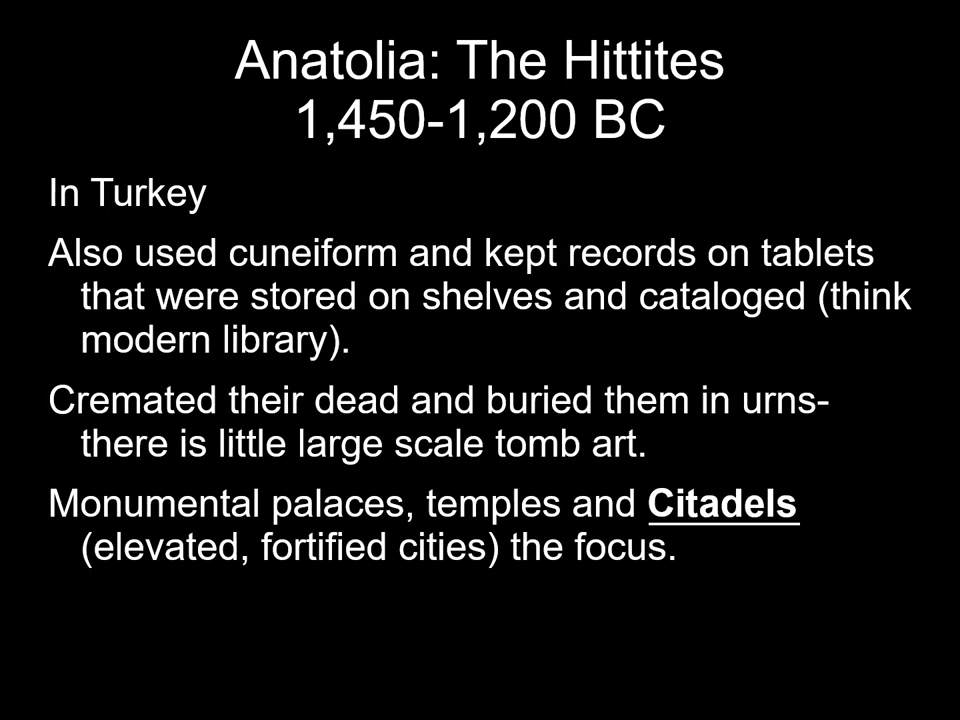 Anatolia: The Hittites
1,450-1,200 BC
In Turkey
Also used cuneiform and kept records on tablets
that were stored on shelves and cataloged (think
modern library).
Cremated their dead and buried them in urns-
there is little large scale tomb art.
Monumental palaces, temples and Citadels
(elevated, fortified cities) the focus.